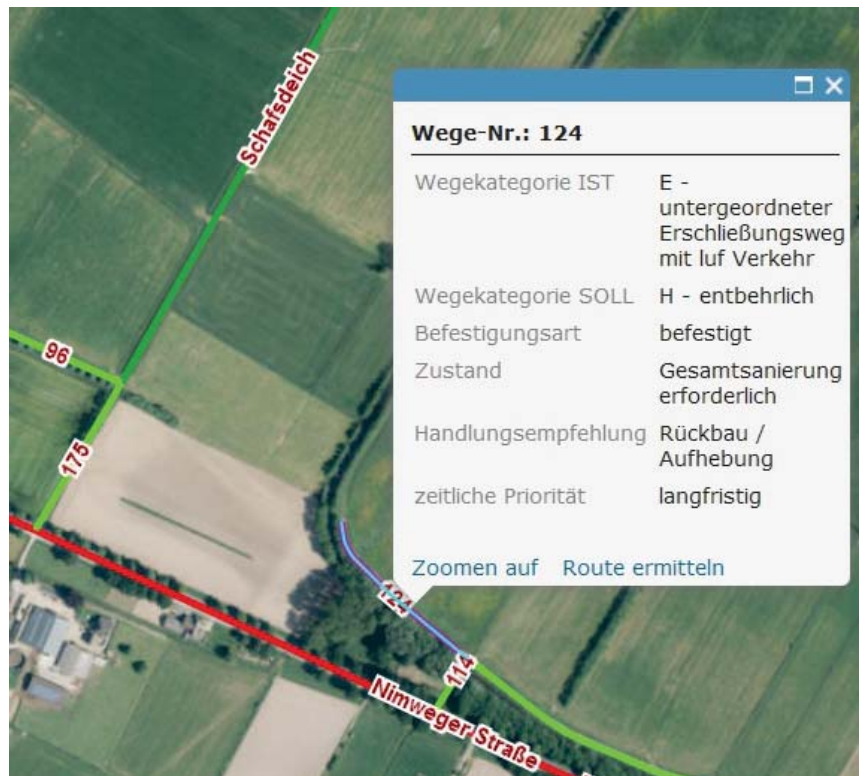 Schafsdeich
Wege-Nr.: 124
Wegekategorie IST E -
untergeordneter
Erschließungsweg
mit luf Verkehr
Wegekategorie SOLL H - entbehrlich
Befestigungsart befestigt
Zustand Gesamtsanierung
erforderlich
Handlungsempfehlung Rückbau /
Aufhebung
zeitliche Priorität langfristig
Zoomen auf Route ermitteln
96
175
124
114
Nimweger Straße